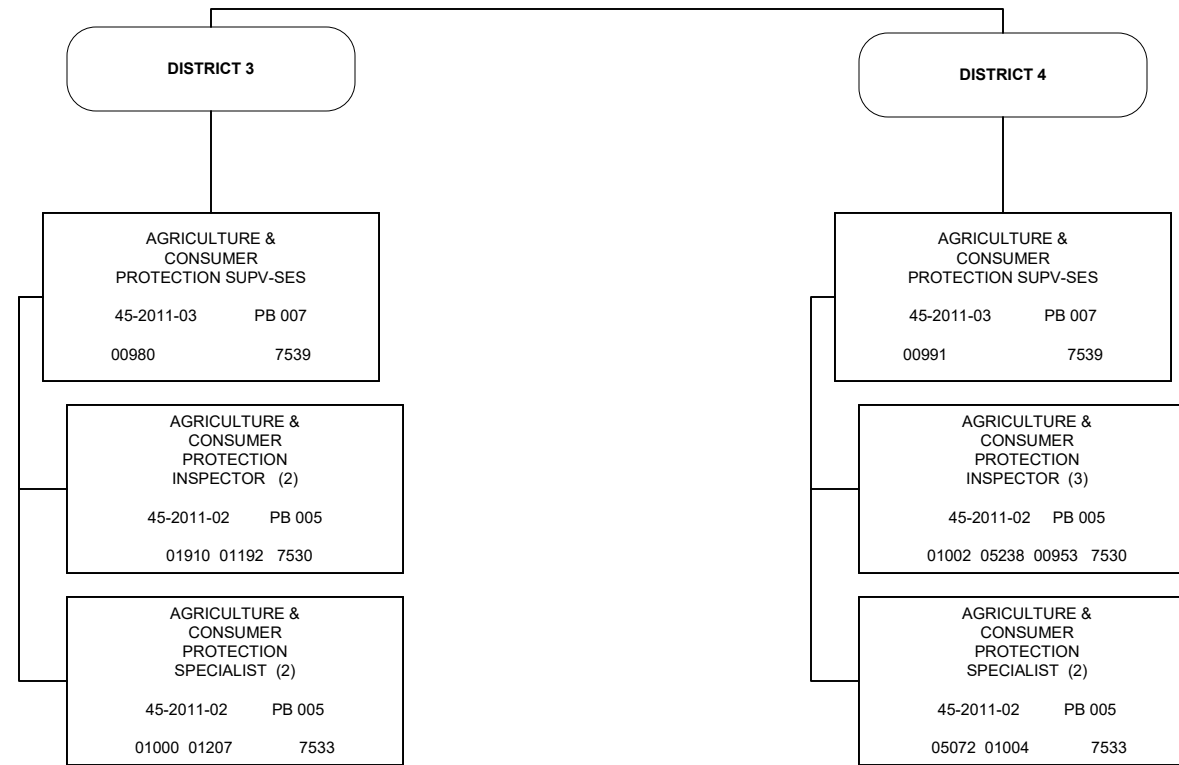 DISTRICT 3
AGRICULTURE &
CONSUMER
PROTECTION SUPV-SES
45-2011-03 PB 007
00980 7539
AGRICULTURE &
CONSUMER
PROTECTION
INSPECTOR (2)
45-2011-02 PB 005
01910 01192 7530
AGRICULTURE &
CONSUMER
PROTECTION
SPECIALIST (2)
45-2011-02 PB 005
01000 01207 7533
DISTRICT 4
AGRICULTURE &
CONSUMER
PROTECTION SUPV-SES
45-2011-03 PB 007
00991 7539
AGRICULTURE &
CONSUMER
PROTECTION
INSPECTOR (3)
45-2011-02 PB 005
01002 05238 00953 7530
AGRICULTURE &
CONSUMER
PROTECTION
SPECIALIST (2)
45-2011-02 PB 005
05072 01004 7533